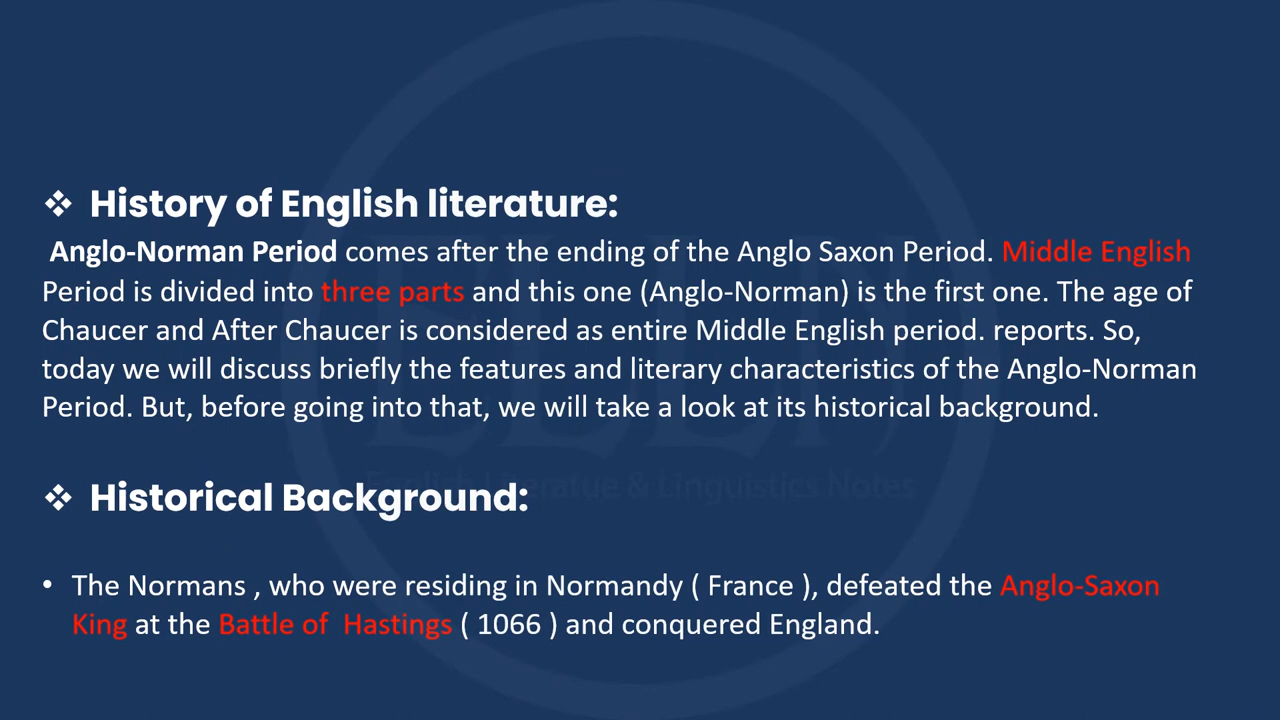 ❖ History of English literature:
Anglo-Norman Period comes after the ending of the Anglo Saxon Period. Middle English
Period is divided into three parts and this one (Anglo-Norman) is the first one. The age of
Chaucer and After Chaucer is considered as entire Middle English period. reports. So,
today we will discuss briefly the features and literary characteristics of the Anglo-Norman
Period. But, before going into that, we will take a look at its historical background.
ELLN
English Literatue & Linguistics Notes
❖ Historical Background:
• The Normans , who were residing in Normandy ( France ), defeated the Anglo-Saxon
King at the Battle of Hastings ( 1066 ) and conquered England.